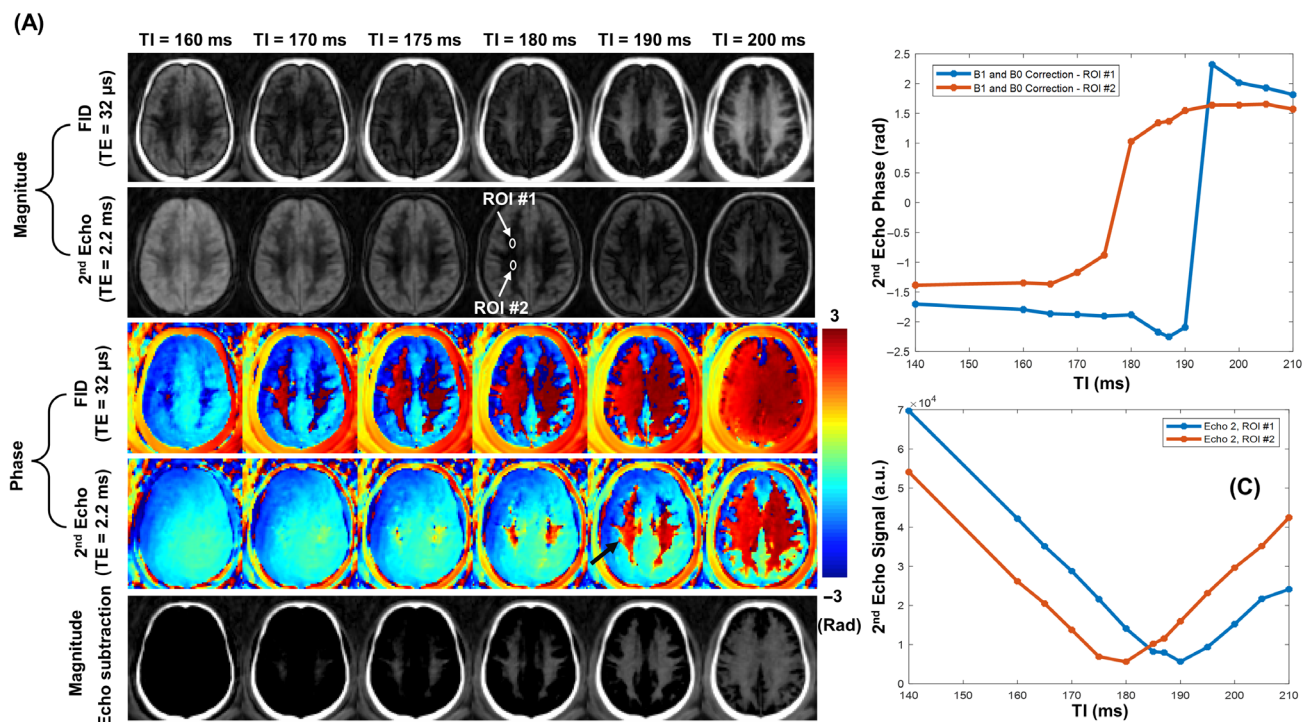 (A)
TI = 160 ms TI = 170 ms TI = 175 ms TI = 180 ms TI = 190 ms TI = 200 ms
Magnitude
FID
(TE = 32 µs)
2nd Echo
(TE = 2.2 ms)
ROI #1
ROI #2
Phase
FID
(TE = 32 µs)
2nd Echo
(TE = 2.2 ms)
3
−3
(Rad)
Magnitude
Echo subtraction
2nd Echo Phase (rad)
2.5
2
1.5
1
0.5
0
-0.5
-1
-1.5
-2
-2.5
B1 and B0 Correction - ROI #1
B1 and B0 Correction - ROI #2
140 150 160 170 180 190 200 210
TI (ms)
2nd Echo Signal (a.u.)
× 10^4
7
6
5
4
3
2
1
0
Echo 2, ROI #1
Echo 2, ROI #2
(C)
140 150 160 170 180 190 200 210
TI (ms)